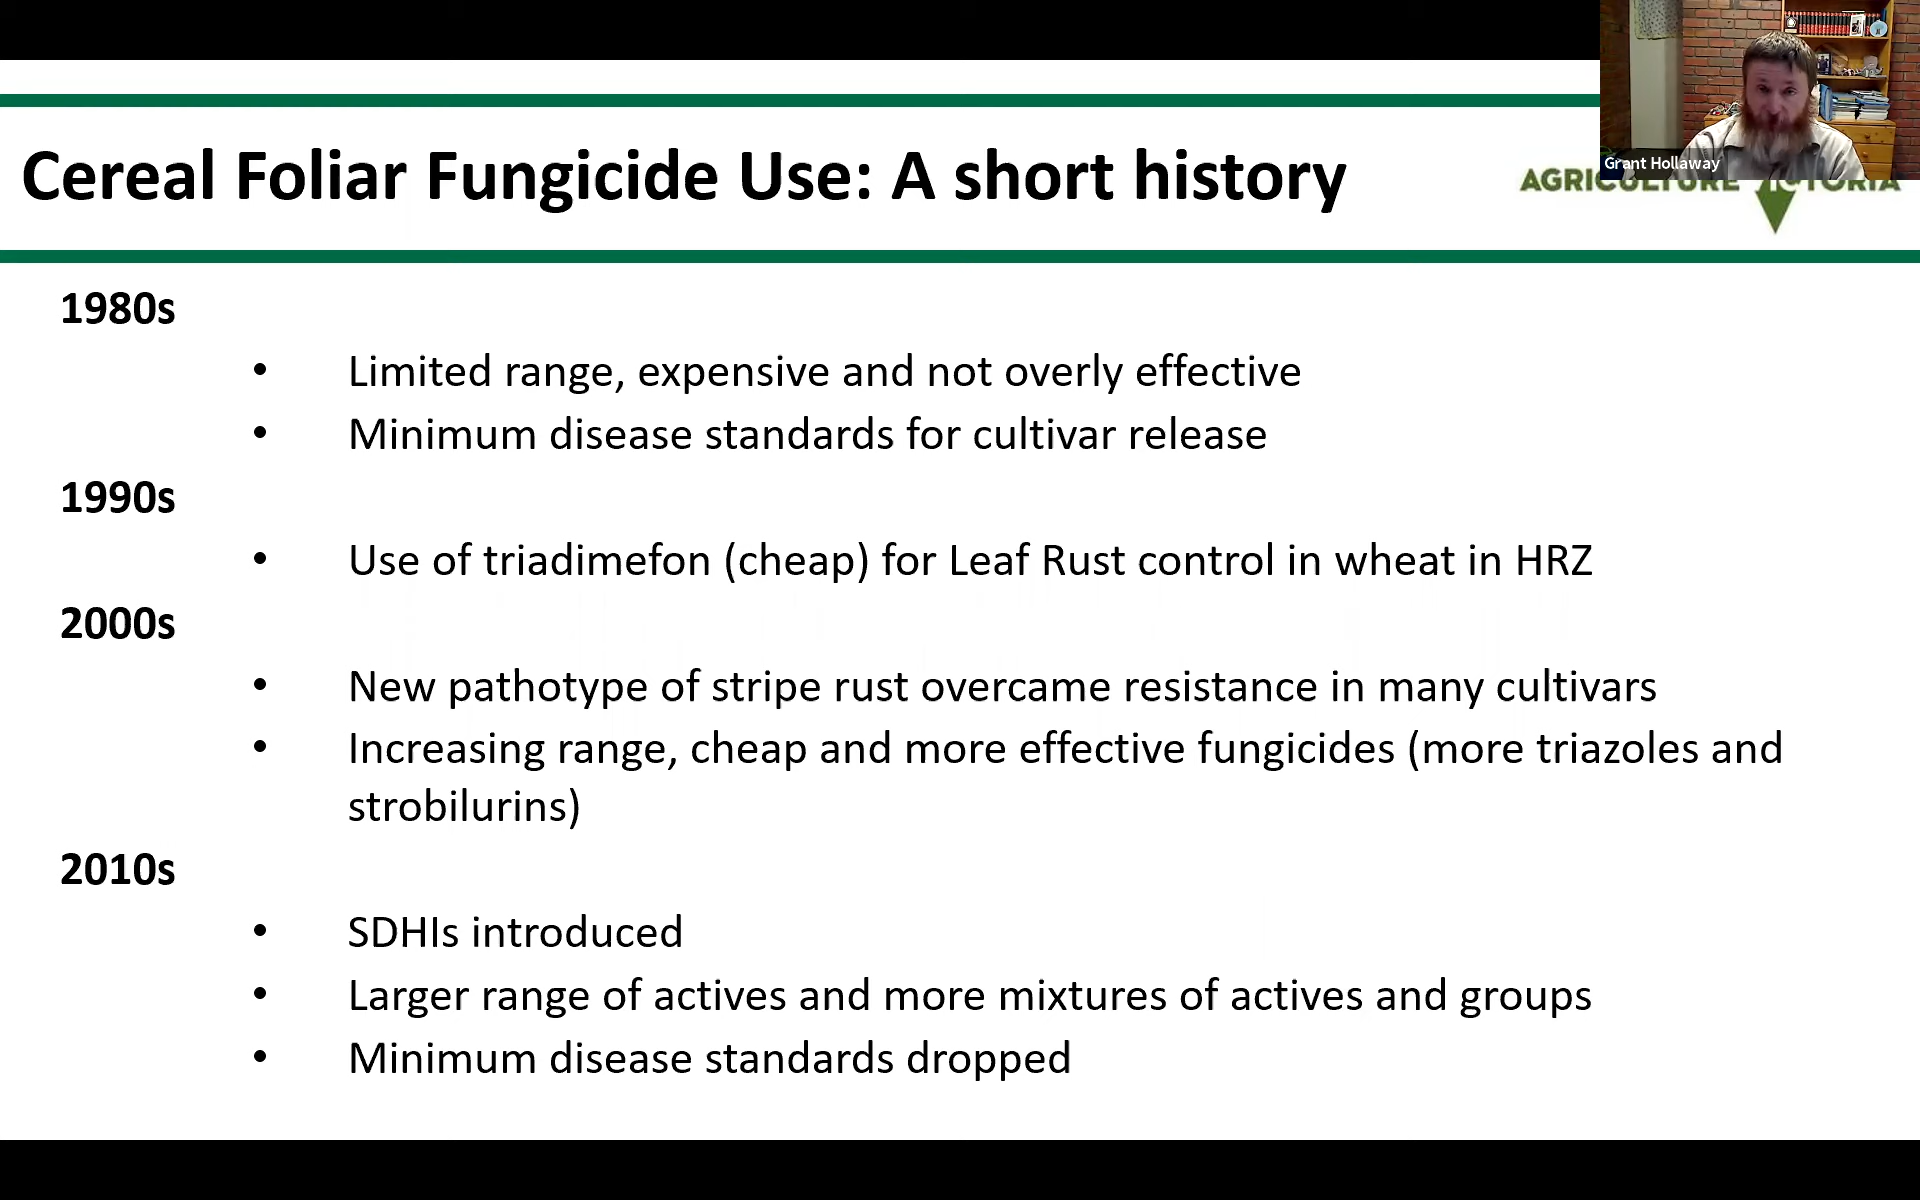 Grant Hollaway
Cereal Foliar Fungicide Use: A short history
AGRICULTURE VICTORIA
1980s
• Limited range, expensive and not overly effective
• Minimum disease standards for cultivar release
1990s
• Use of triadimefon (cheap) for Leaf Rust control in wheat in HRZ
2000s
• New pathotype of stripe rust overcame resistance in many cultivars
• Increasing range, cheap and more effective fungicides (more triazoles and
strobilurins)
2010s
• SDHIs introduced
• Larger range of actives and more mixtures of actives and groups
• Minimum disease standards dropped